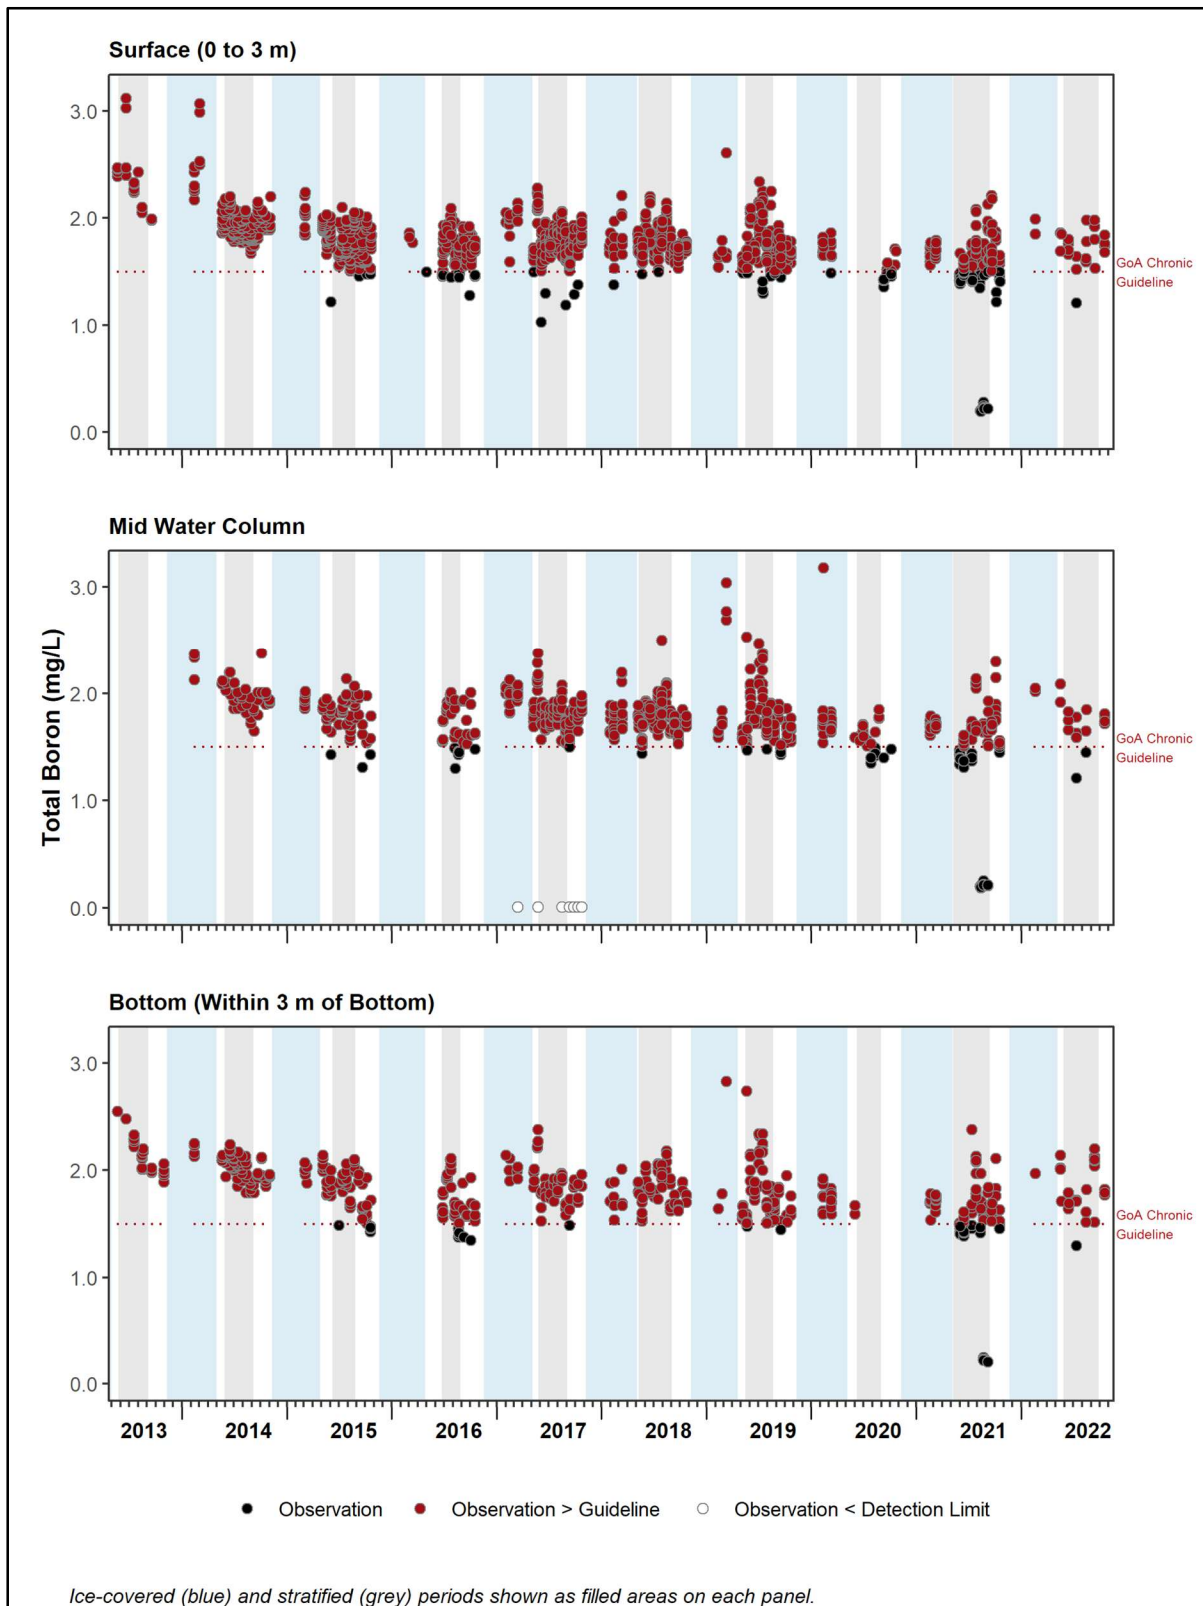 Surface (0 to 3 m)
3.0
2.0
1.0
0.0
GoA Chronic
Guideline
Mid Water Column
3.0
2.0
1.0
0.0
GoA Chronic
Guideline
Total Boron (mg/L)
Bottom (Within 3 m of Bottom)
3.0
2.0
1.0
0.0
GoA Chronic
Guideline
2013 2014 2015 2016 2017 2018 2019 2020 2021 2022
Observation Observation > Guideline Observation < Detection Limit
Ice-covered (blue) and stratified (grey) periods shown as filled areas on each panel.